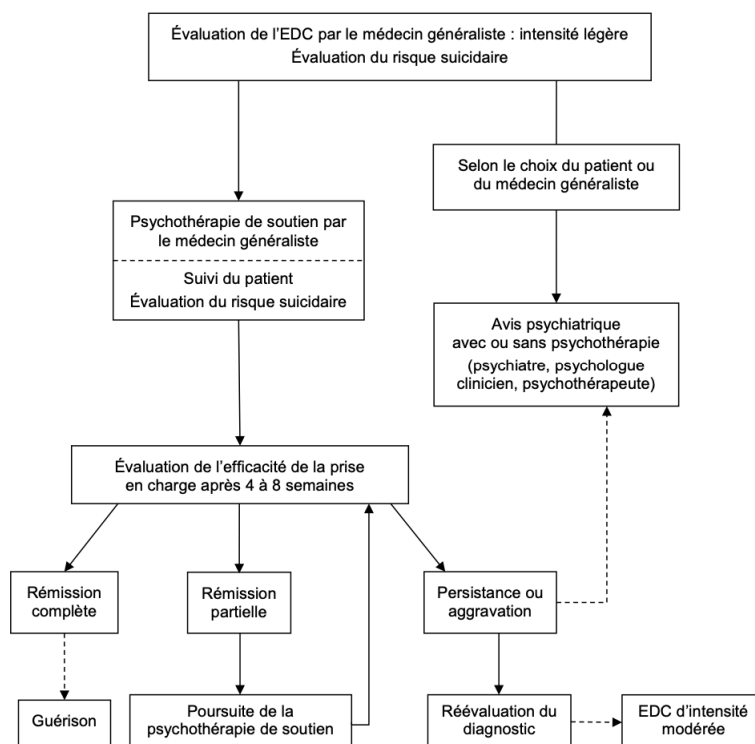 Évaluation de l'EDC par le médecin généraliste : intensité légère
Évaluation du risque suicidaire
Selon le choix du patient ou
du médecin généraliste
Psychothérapie de soutien par
le médecin généraliste
Suivi du patient
Évaluation du risque suicidaire
Avis psychiatrique
avec ou sans psychothérapie
(psychiatre, psychologue
clinicien, psychothérapeute)
Évaluation de l'efficacité de la prise
en charge après 4 à 8 semaines
Rémission
complète
Rémission
partielle
Persistance ou
aggravation
Guérison
Poursuite de la
psychothérapie de soutien
Réévaluation du
diagnostic
EDC d'intensité
modérée